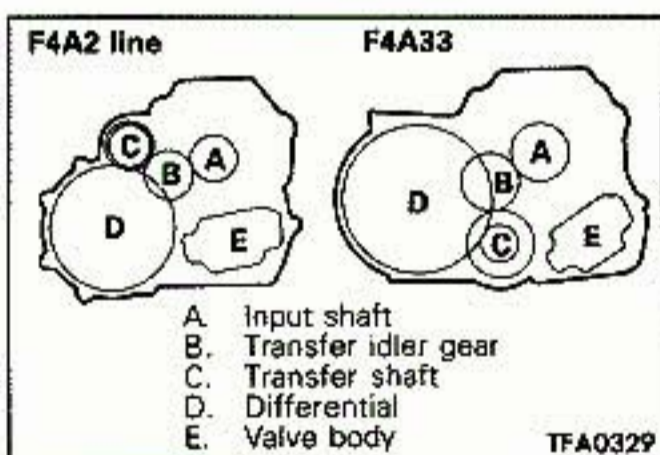 F4A2 line F4A33
C B A D E
A B D C E
A. Input shaft
B. Transfer idler gear
C. Transfer shaft
D. Differential
E. Valve body
TFA0329